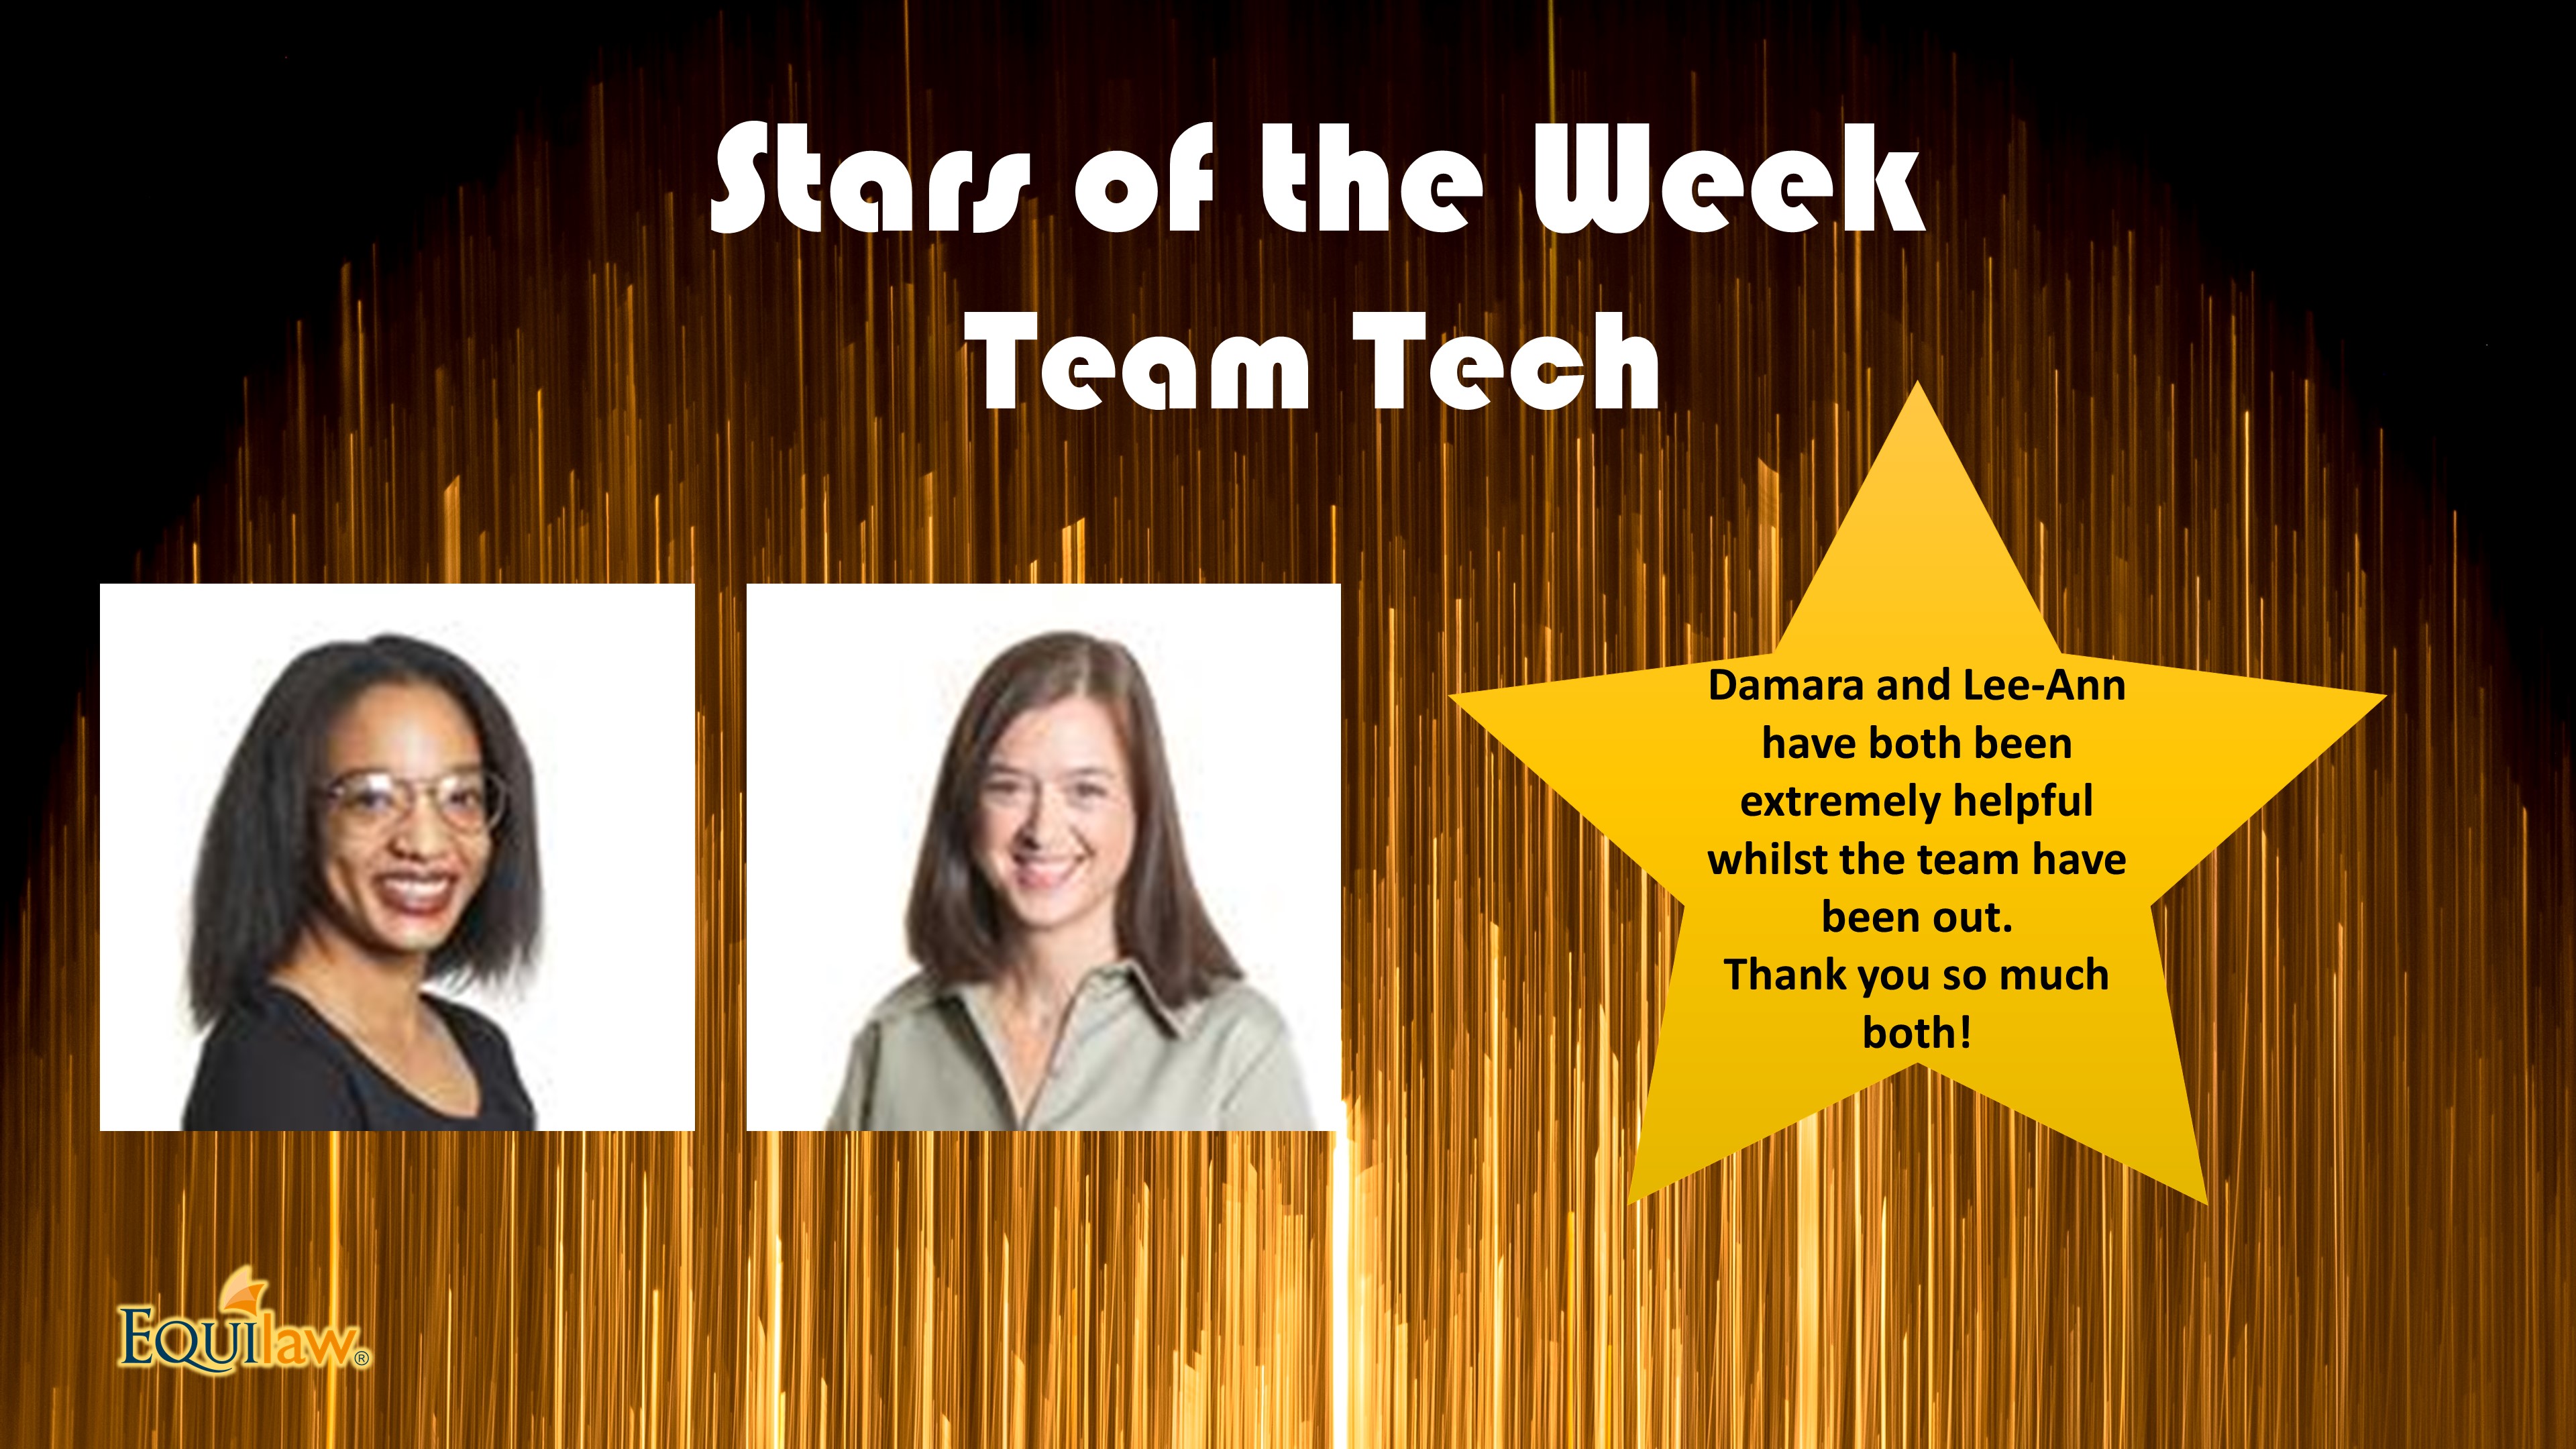 Stars of the Week
Team Tech
Damara and Lee-Ann
have both been
extremely helpful
whilst the team have
been out.
Thank you so much
both!
EQUIlaw®